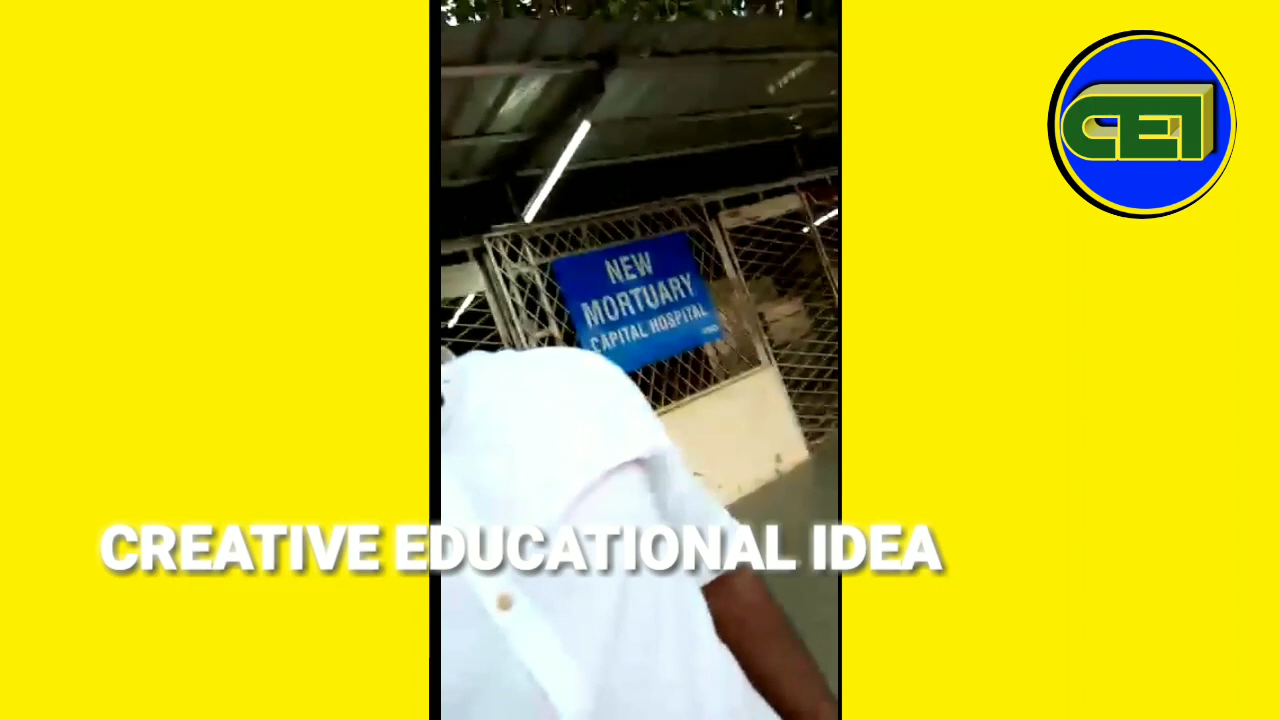 CEI
NEW
MORTUARY
CAPITAL HOSPITAL
CREATIVE EDUCATIONAL IDEA